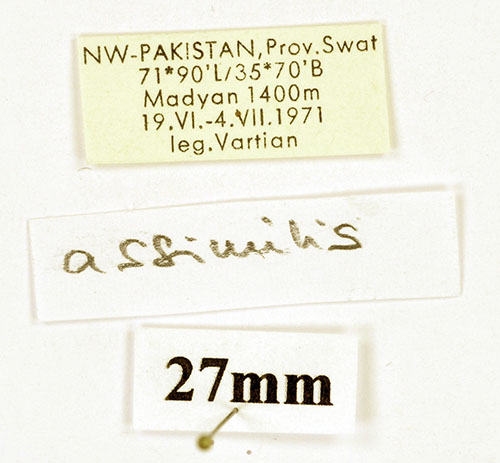 NW-PAKISTAN, Prov. Swat
71*90'L/35*70'B
Madyan 1400m
19.VI.-4.VII.1971
leg. Vartian
assimilis
27mm